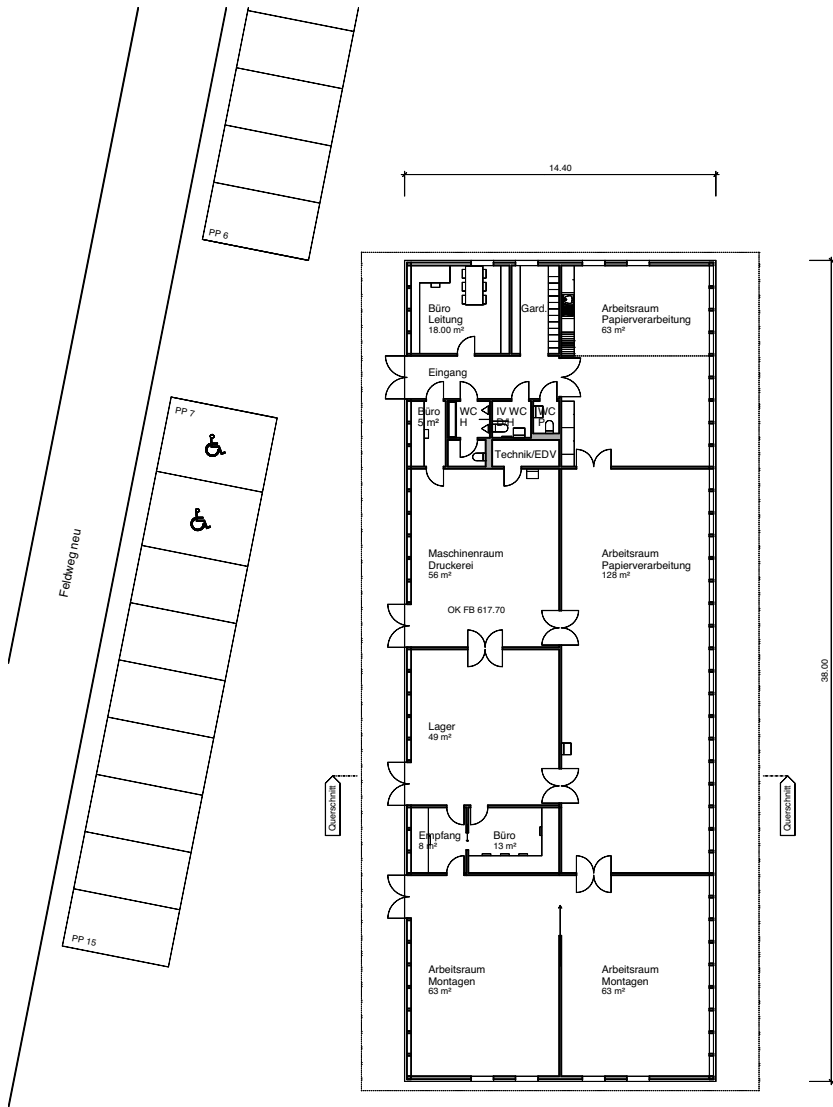 14.40
PP 6
Büro
Leitung
18.00 m²
Gard.
Arbeitsraum
Papierverarbeitung
63 m²
Eingang
PP 7
Büro
5 m²
WC
H
IV WC
D/H
IWC
P
Technik/EDV
Feldweg neu
Maschinenraum
Druckerei
56 m²
Arbeitsraum
Papierverarbeitung
128 m²
OK FB 617.70
38.00
Lager
49 m²
Querschnitt
Querschnitt
Empfang
8 m²
Büro
13 m²
PP 15
Arbeitsraum
Montagen
63 m²
Arbeitsraum
Montagen
63 m²